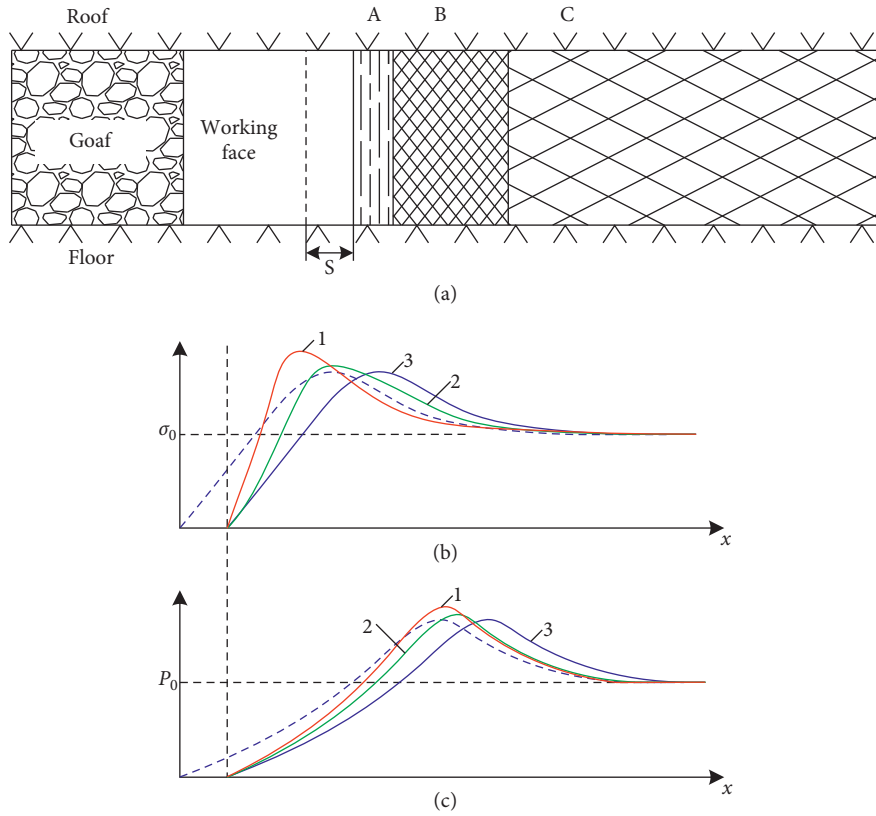 Roof
A
B
C
Goaf
Working
face
Floor
S
(a)
1
3
2
σ0
x
(b)
1
2
3
P0
x
(c)